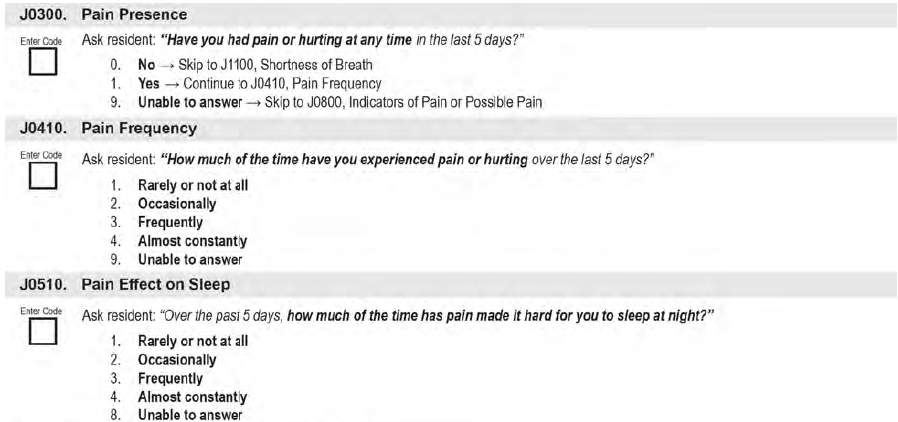 J0300. Pain Presence
Enter Code
Ask resident: "Have you had pain or hurting at any time in the last 5 days?"
0. No → Skip to J1100, Shortness of Breath
1. Yes → Continue to J0410, Pain Frequency
9. Unable to answer → Skip to J0800, Indicators of Pain or Possible Pain
J0410. Pain Frequency
Enter Code
Ask resident: "How much of the time have you experienced pain or hurting over the last 5 days?"
1. Rarely or not at all
2. Occasionally
3. Frequently
4. Almost constantly
9. Unable to answer
J0510. Pain Effect on Sleep
Enter Code
Ask resident: "Over the past 5 days, how much of the time has pain made it hard for you to sleep at night?"
1. Rarely or not at all
2. Occasionally
3. Frequently
4. Almost constantly
8. Unable to answer